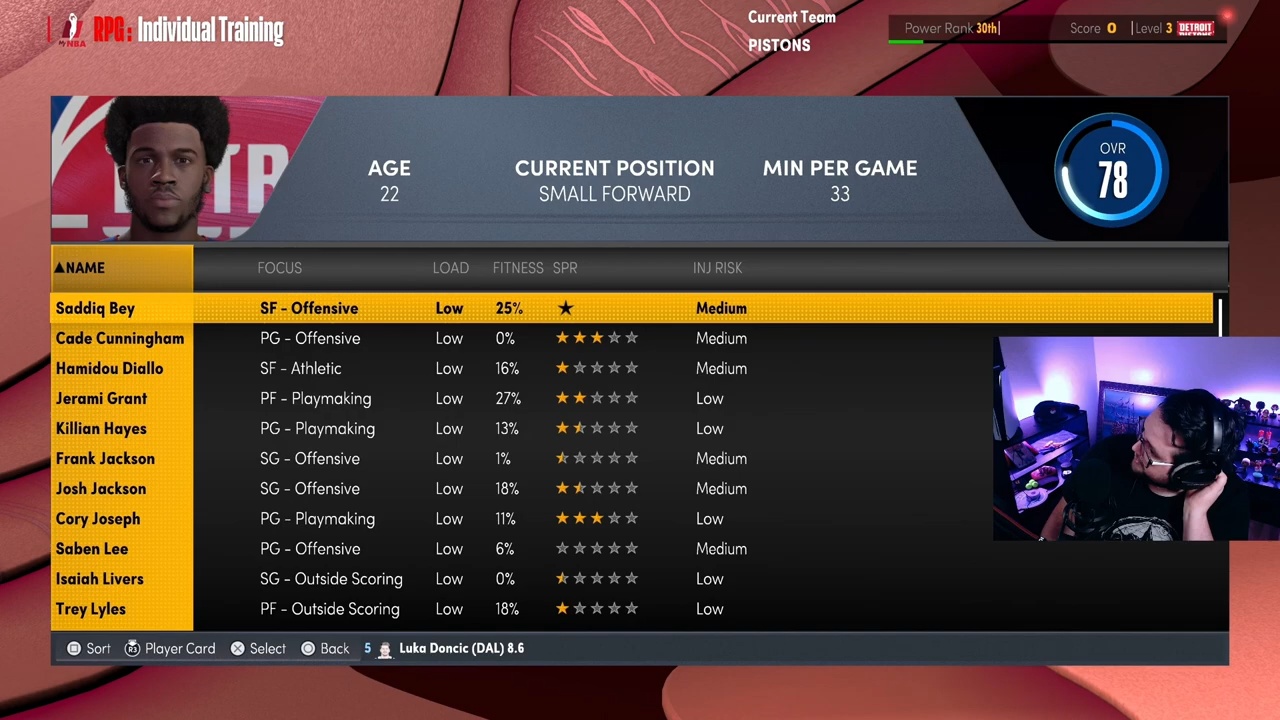 MyNBA
RPG: Individual Training
Current Team
PISTONS
Power Rank 30th
Score 0
Level 3
DETROIT
AGE
22
CURRENT POSITION
SMALL FORWARD
MIN PER GAME
33
OVR
78
▲NAME FOCUS LOAD FITNESS SPR INJ RISK
Saddiq Bey SF - Offensive Low 25% Medium
Cade Cunningham PG - Offensive Low 0% Medium
Hamidou Diallo SF - Athletic Low 16% Medium
Jerami Grant PF - Playmaking Low 27% Low
Killian Hayes PG - Playmaking Low 13% Low
Frank Jackson SG - Offensive Low 1% Medium
Josh Jackson SG - Offensive Low 18% Medium
Cory Joseph PG - Playmaking Low 11% Low
Saben Lee PG - Offensive Low 6% Medium
Isaiah Livers SG - Outside Scoring Low 0% Low
Trey Lyles PF - Outside Scoring Low 18% Low
Sort R3 Player Card Select Back 5 Luka Doncic (DAL) 8.6